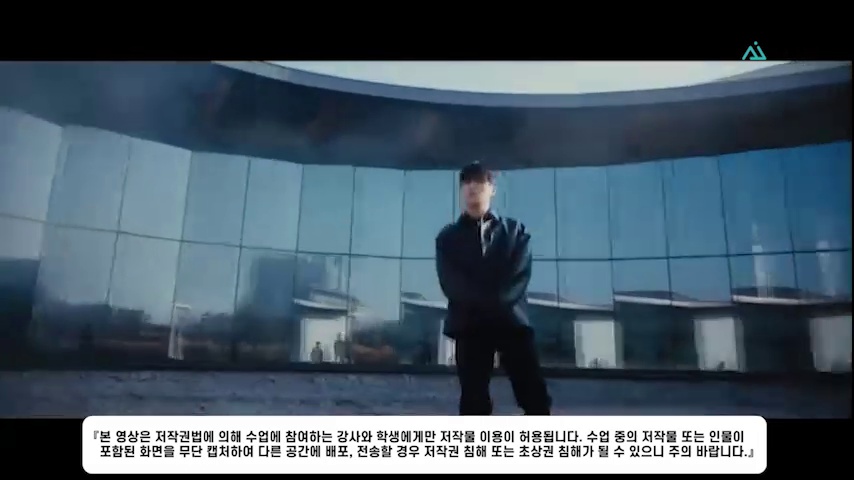 『본 영상은 저작권법에 의해 수업에 참여하는 강사와 학생에게만 저작물 이용이 허용됩니다. 수업 중의 저작물 또는 인물이
포함된 화면을 무단 캡처하여 다른 공간에 배포, 전송할 경우 저작권 침해 또는 초상권 침해가 될 수 있으니 주의 바랍니다.』